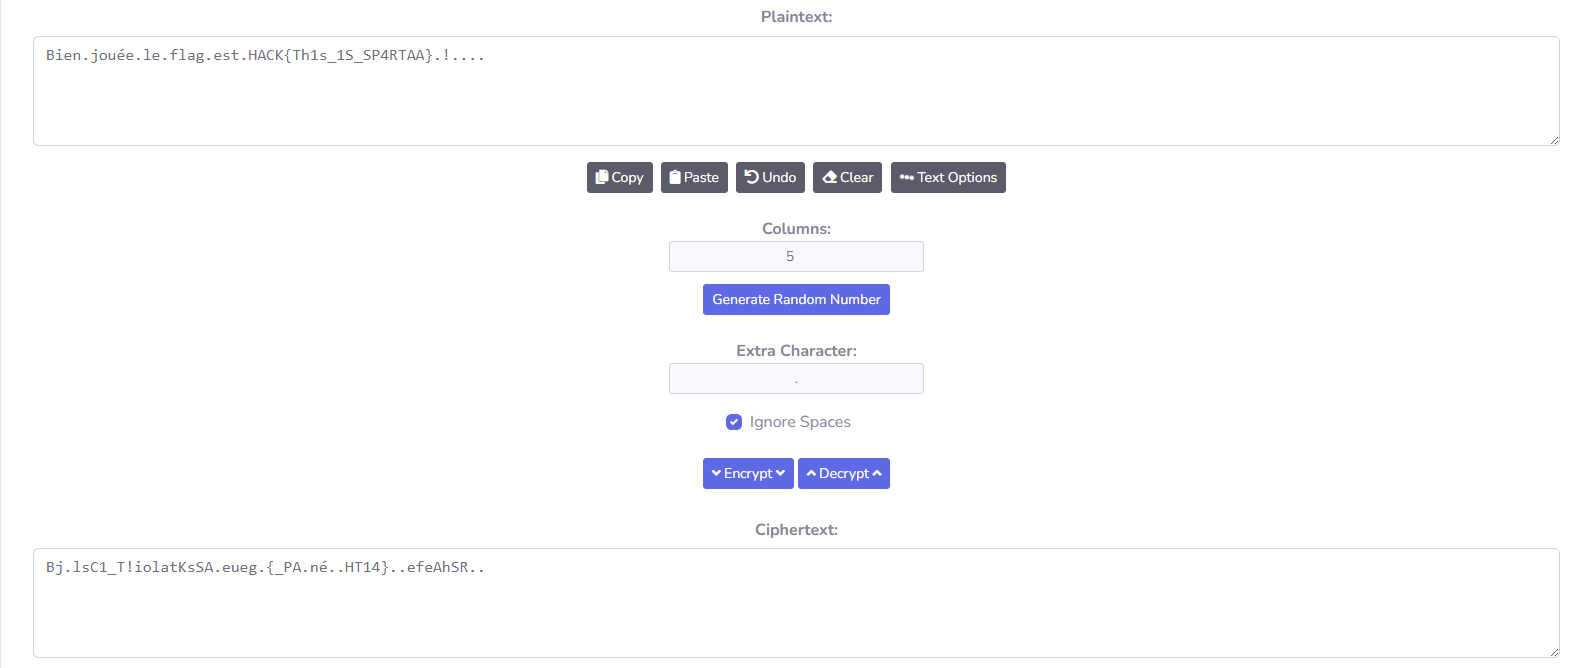 Plaintext:
Bien.jouée.le.flag.est.HACK{Th1s_1S_SP4RTAA}.!....
Copy Paste Undo Clear Text Options
Columns:
5
Generate Random Number
Extra Character:
.
Ignore Spaces
Encrypt Decrypt
Ciphertext:
Bj.lsC1_T!iolatKsSA.eueg.{_PA.né..HT14}..efeAhSR..